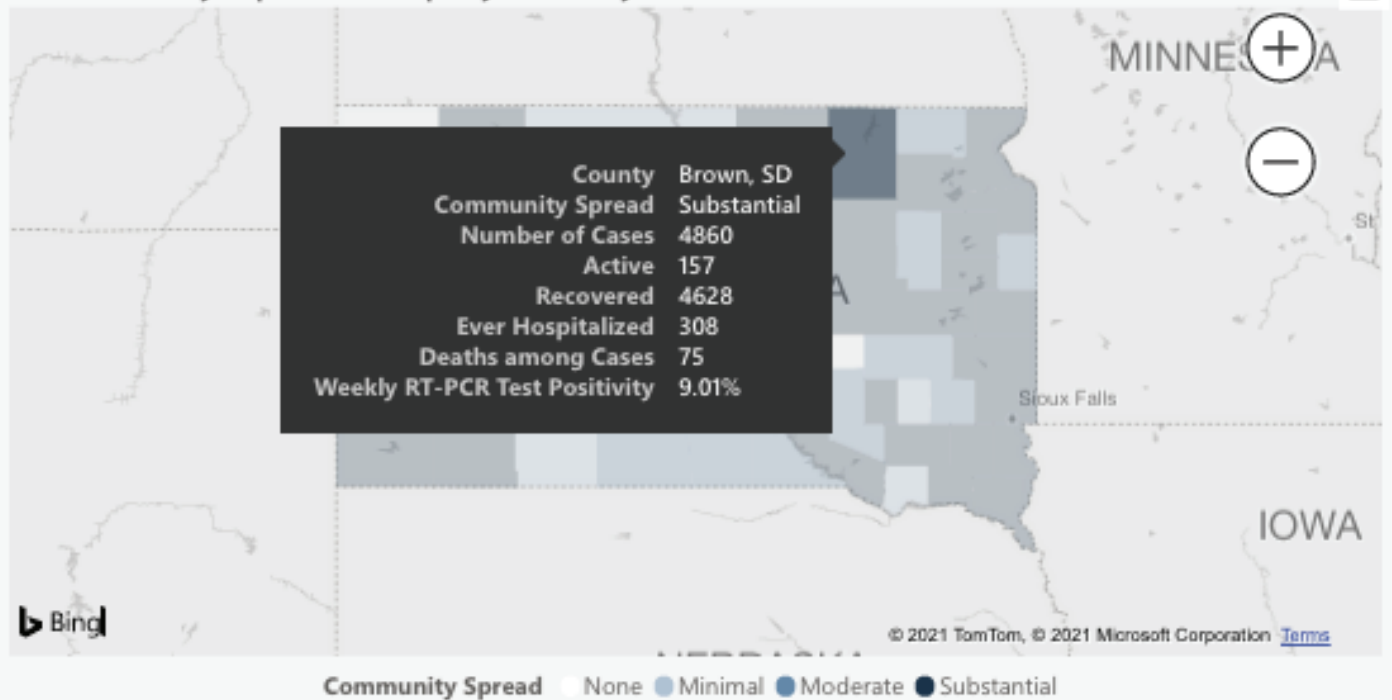 MINNES A
County Brown, SD
Community Spread Substantial
Number of Cases 4860
Active 157
Recovered 4628
Ever Hospitalized 308
Deaths among Cases 75
Weekly RT-PCR Test Positivity 9.01%
St
A
Sioux Falls
IOWA
Bing
© 2021 TomTom, © 2021 Microsoft Corporation Terms
Community Spread None Minimal Moderate Substantial